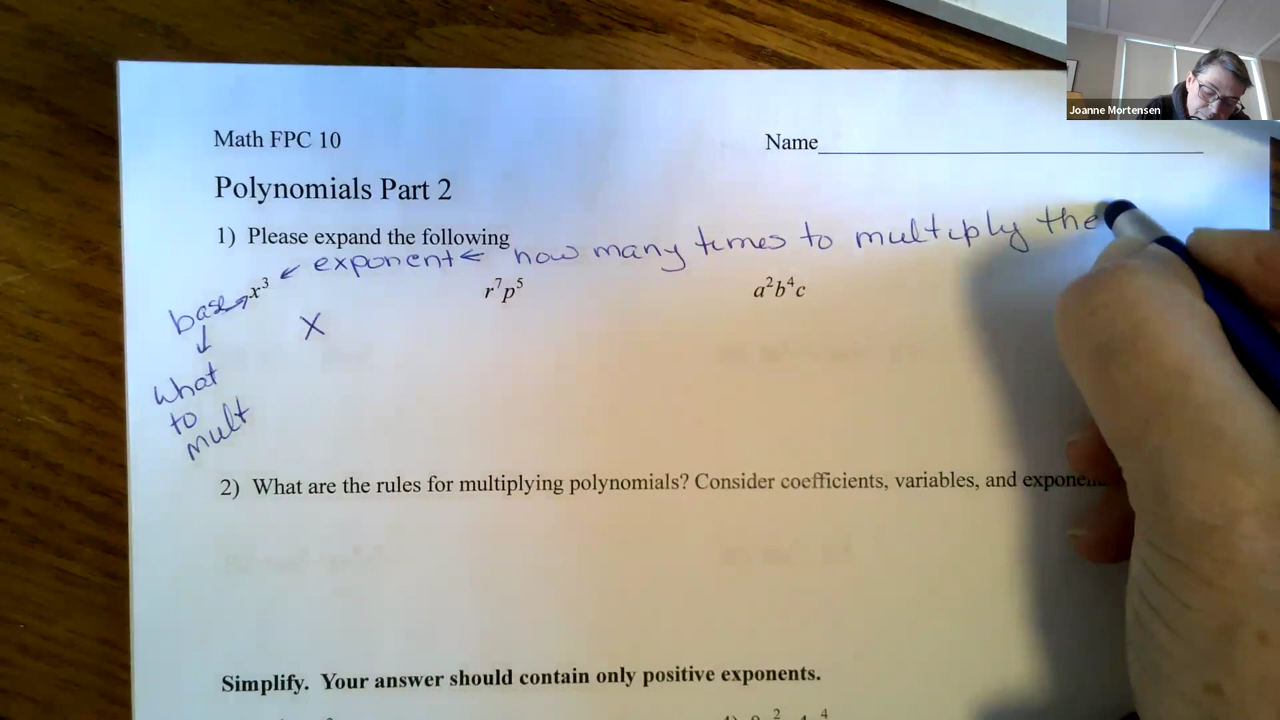 Joanne Mortensen
Math FPC 10
Name
Polynomials Part 2
1) Please expand the following
← exponent ← how many times to multiply the
base → x³
r⁷p⁵
a²b⁴c
↓
X
what
to
mult
2) What are the rules for multiplying polynomials? Consider coefficients, variables, and
Simplify. Your answer should contain only positive exponents.